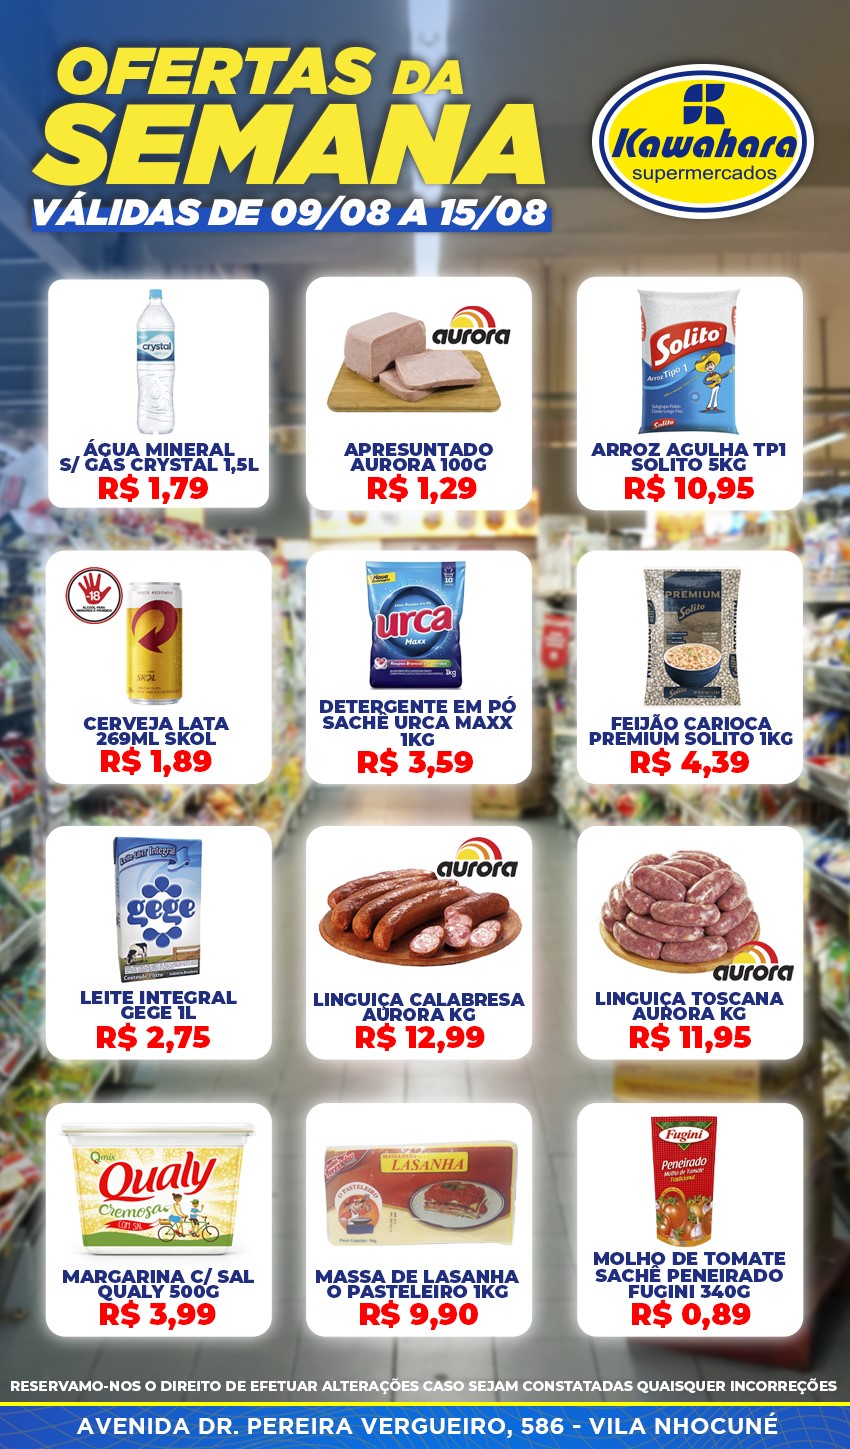 OFERTAS DA
SEMANA
VÁLIDAS DE 09/08 A 15/08
Kawahara
supermercados
crystal
ÁGUA MINERAL
S/ GAS CRYSTAL 1,5L
R$ 1,79
aurora
APRESUNTADO
AURORA 100G
R$ 1,29
Solito
Arroz Tipo 1
Solito
ARROZ AGULHA TP1
SOLITO 5KG
R$ 10,95
-18
SKOL
CERVEJA LATA
269ML SKOL
R$ 1,89
urca
Maxx
1kg
DETERGENTE EM PÓ
SACHÊ URCA MAXX
1KG
R$ 3,59
PREMIUM
Solito
FEIJÃO CARIOCA
PREMIUM SOLITO 1KG
R$ 4,39
Leite UHT Integral
gege
LEITE INTEGRAL
GEGE 1L
R$ 2,75
aurora
LINGUIÇA CALABRESA
AURORA KG
R$ 12,99
aurora
LINGUIÇA TOSCANA
AURORA KG
R$ 11,95
Qmix
Qualy
Cremosa
COM SAL
MARGARINA C/ SAL
QUALY 500G
R$ 3,99
MASSA PARA
LASANHA
O PASTELEIRO
MASSA DE LASANHA
O PASTELEIRO 1KG
R$ 9,90
Fugini
Peneirado
Molho de Tomate
Tradicional
MOLHO DE TOMATE
SACHÊ PENEIRADO
FUGINI 340G
R$ 0,89
RESERVAMO-NOS O DIREITO DE EFETUAR ALTERAÇÕES CASO SEJAM CONSTATADAS QUAISQUER INCORREÇÕES
AVENIDA DR. PEREIRA VERGUEIRO, 586 - VILA NHOCUNÉ